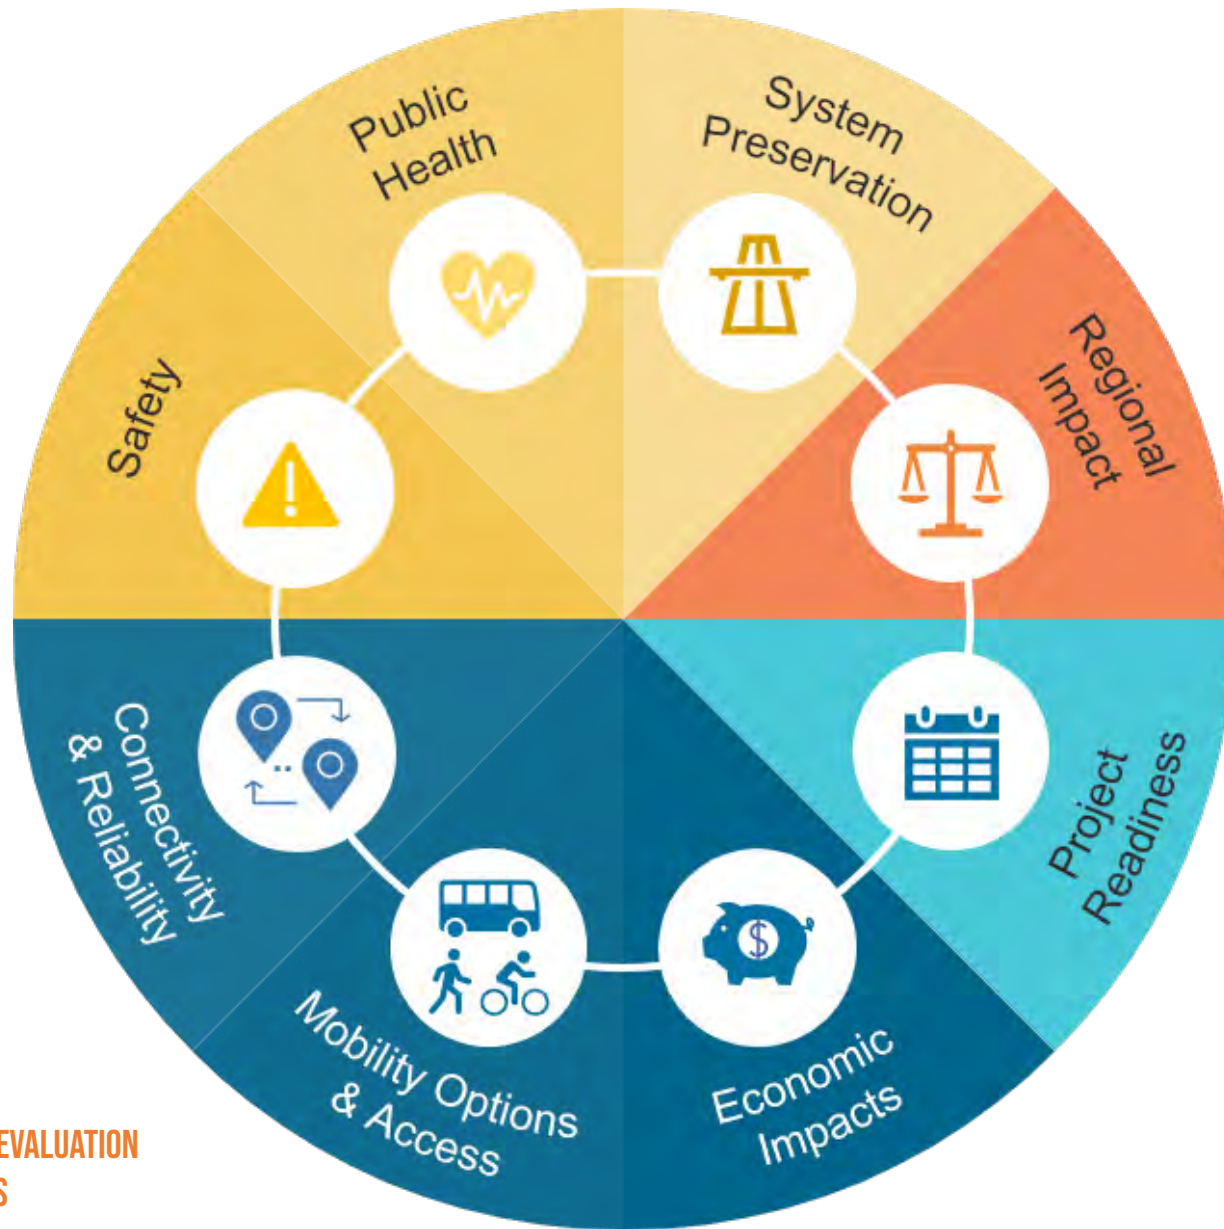 Public
Health
System
Preservation
Regional
Impact
Project
Readiness
Economic
Impacts
Mobility Options
& Access
Connectivity
& Reliability
Safety
$
EVALUATION